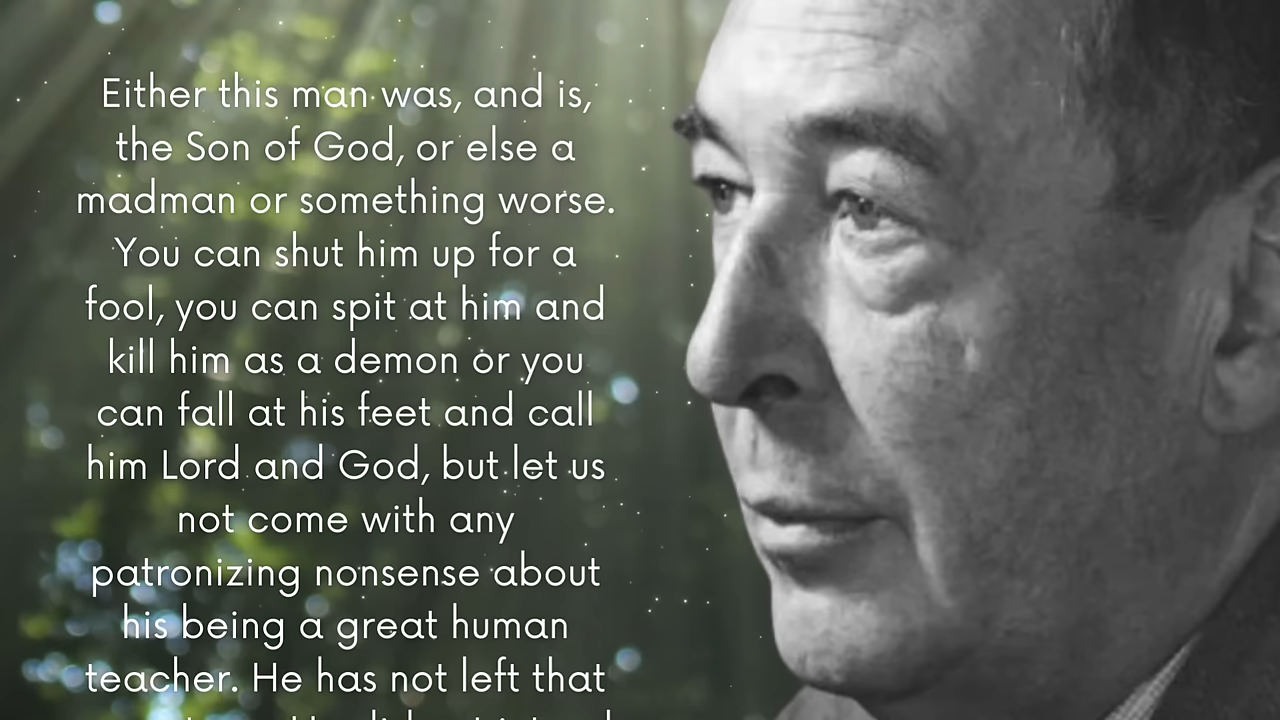 Either this man was, and is,
the Son of God, or else a
madman or something worse.
You can shut him up for a
fool, you can spit at him and
kill him as a demon or you
can fall at his feet and call
him Lord and God, but let us
not come with any
patronizing nonsense about
his being a great human
teacher. He has not left that